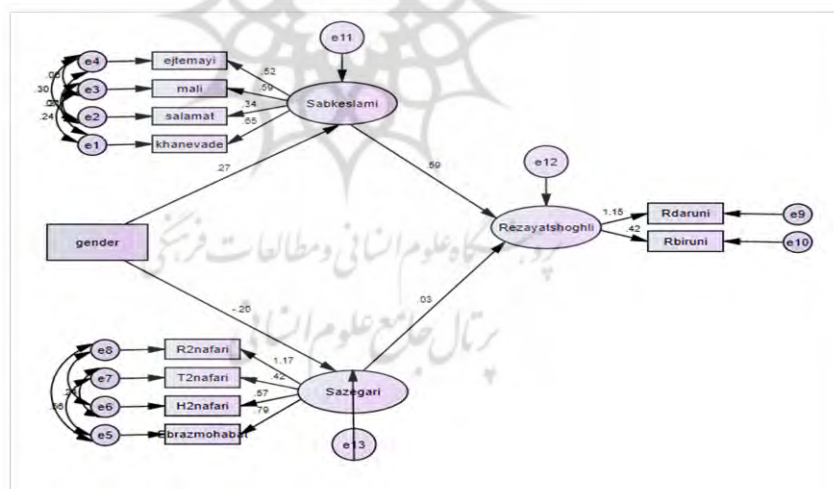 e11
e4
ejtemayi
.52
.30
e3
mali
.59
Sabkeslami
e2
salamat
.34
.24
e1
khanevade
.65
.27
.59
e12
gender
Rezayatshoghli
1.15
Rdaruni
e9
.42
Rbiruni
e10
پژوهشگاه علوم انسانی و مطالعات فرهنگی
-.20
.03
پرتال جامع علوم انسانی
e8
R2nafari
1.17
e7
T2nafari
.42
Sazegari
e6
H2nafari
.57
e5
Ebrazmohabat
.79
e13